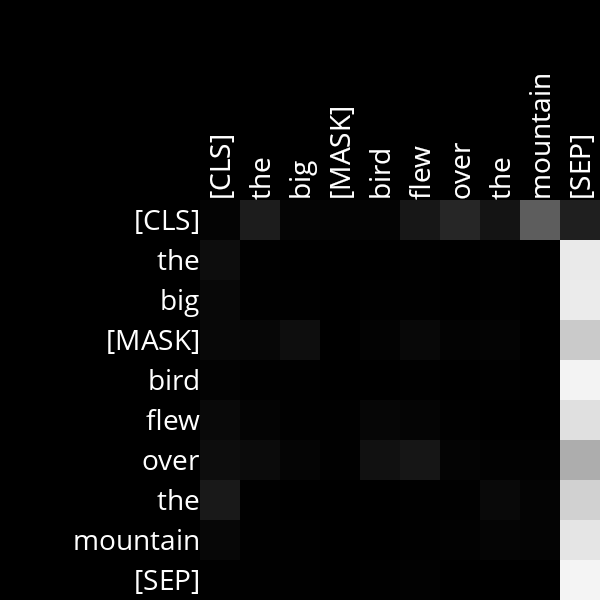 [CLS] the big [MASK] bird flew over the mountain [SEP]
[CLS]
the
big
[MASK]
bird
flew
over
the
mountain
[SEP]